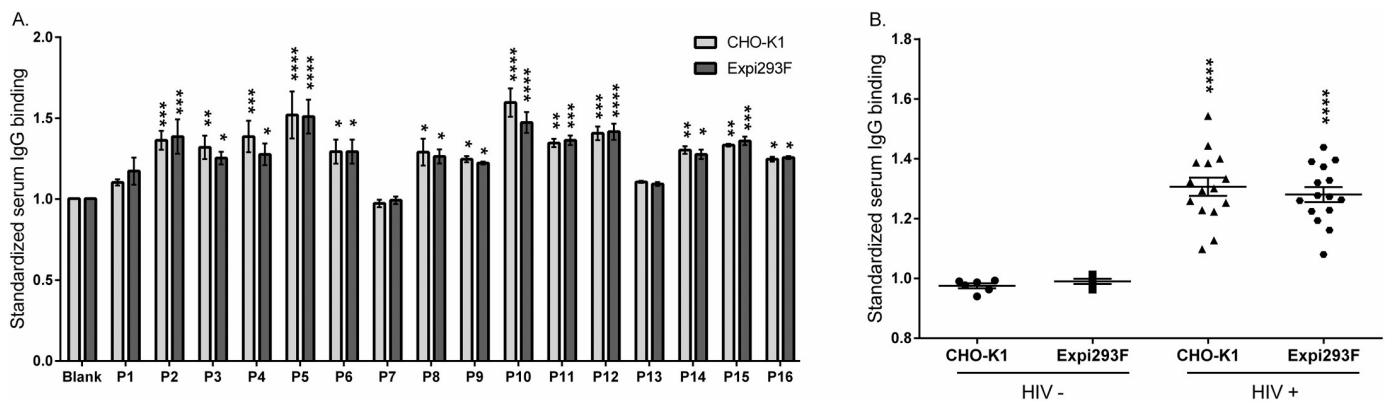 A.
Standardized serum IgG binding
2.0
1.5
1.0
0.5
0.0
CHO-K1
Expi293F
*** *** ** * *** * **** **** * * * * * * **** **** ** *** *** **** ** * ** *** * *
Blank P1 P2 P3 P4 P5 P6 P7 P8 P9 P10 P11 P12 P13 P14 P15 P16
B.
Standardized serum IgG binding
1.8
1.6
1.4
1.2
1.0
0.8
**** ****
CHO-K1 Expi293F CHO-K1 Expi293F
HIV - HIV +